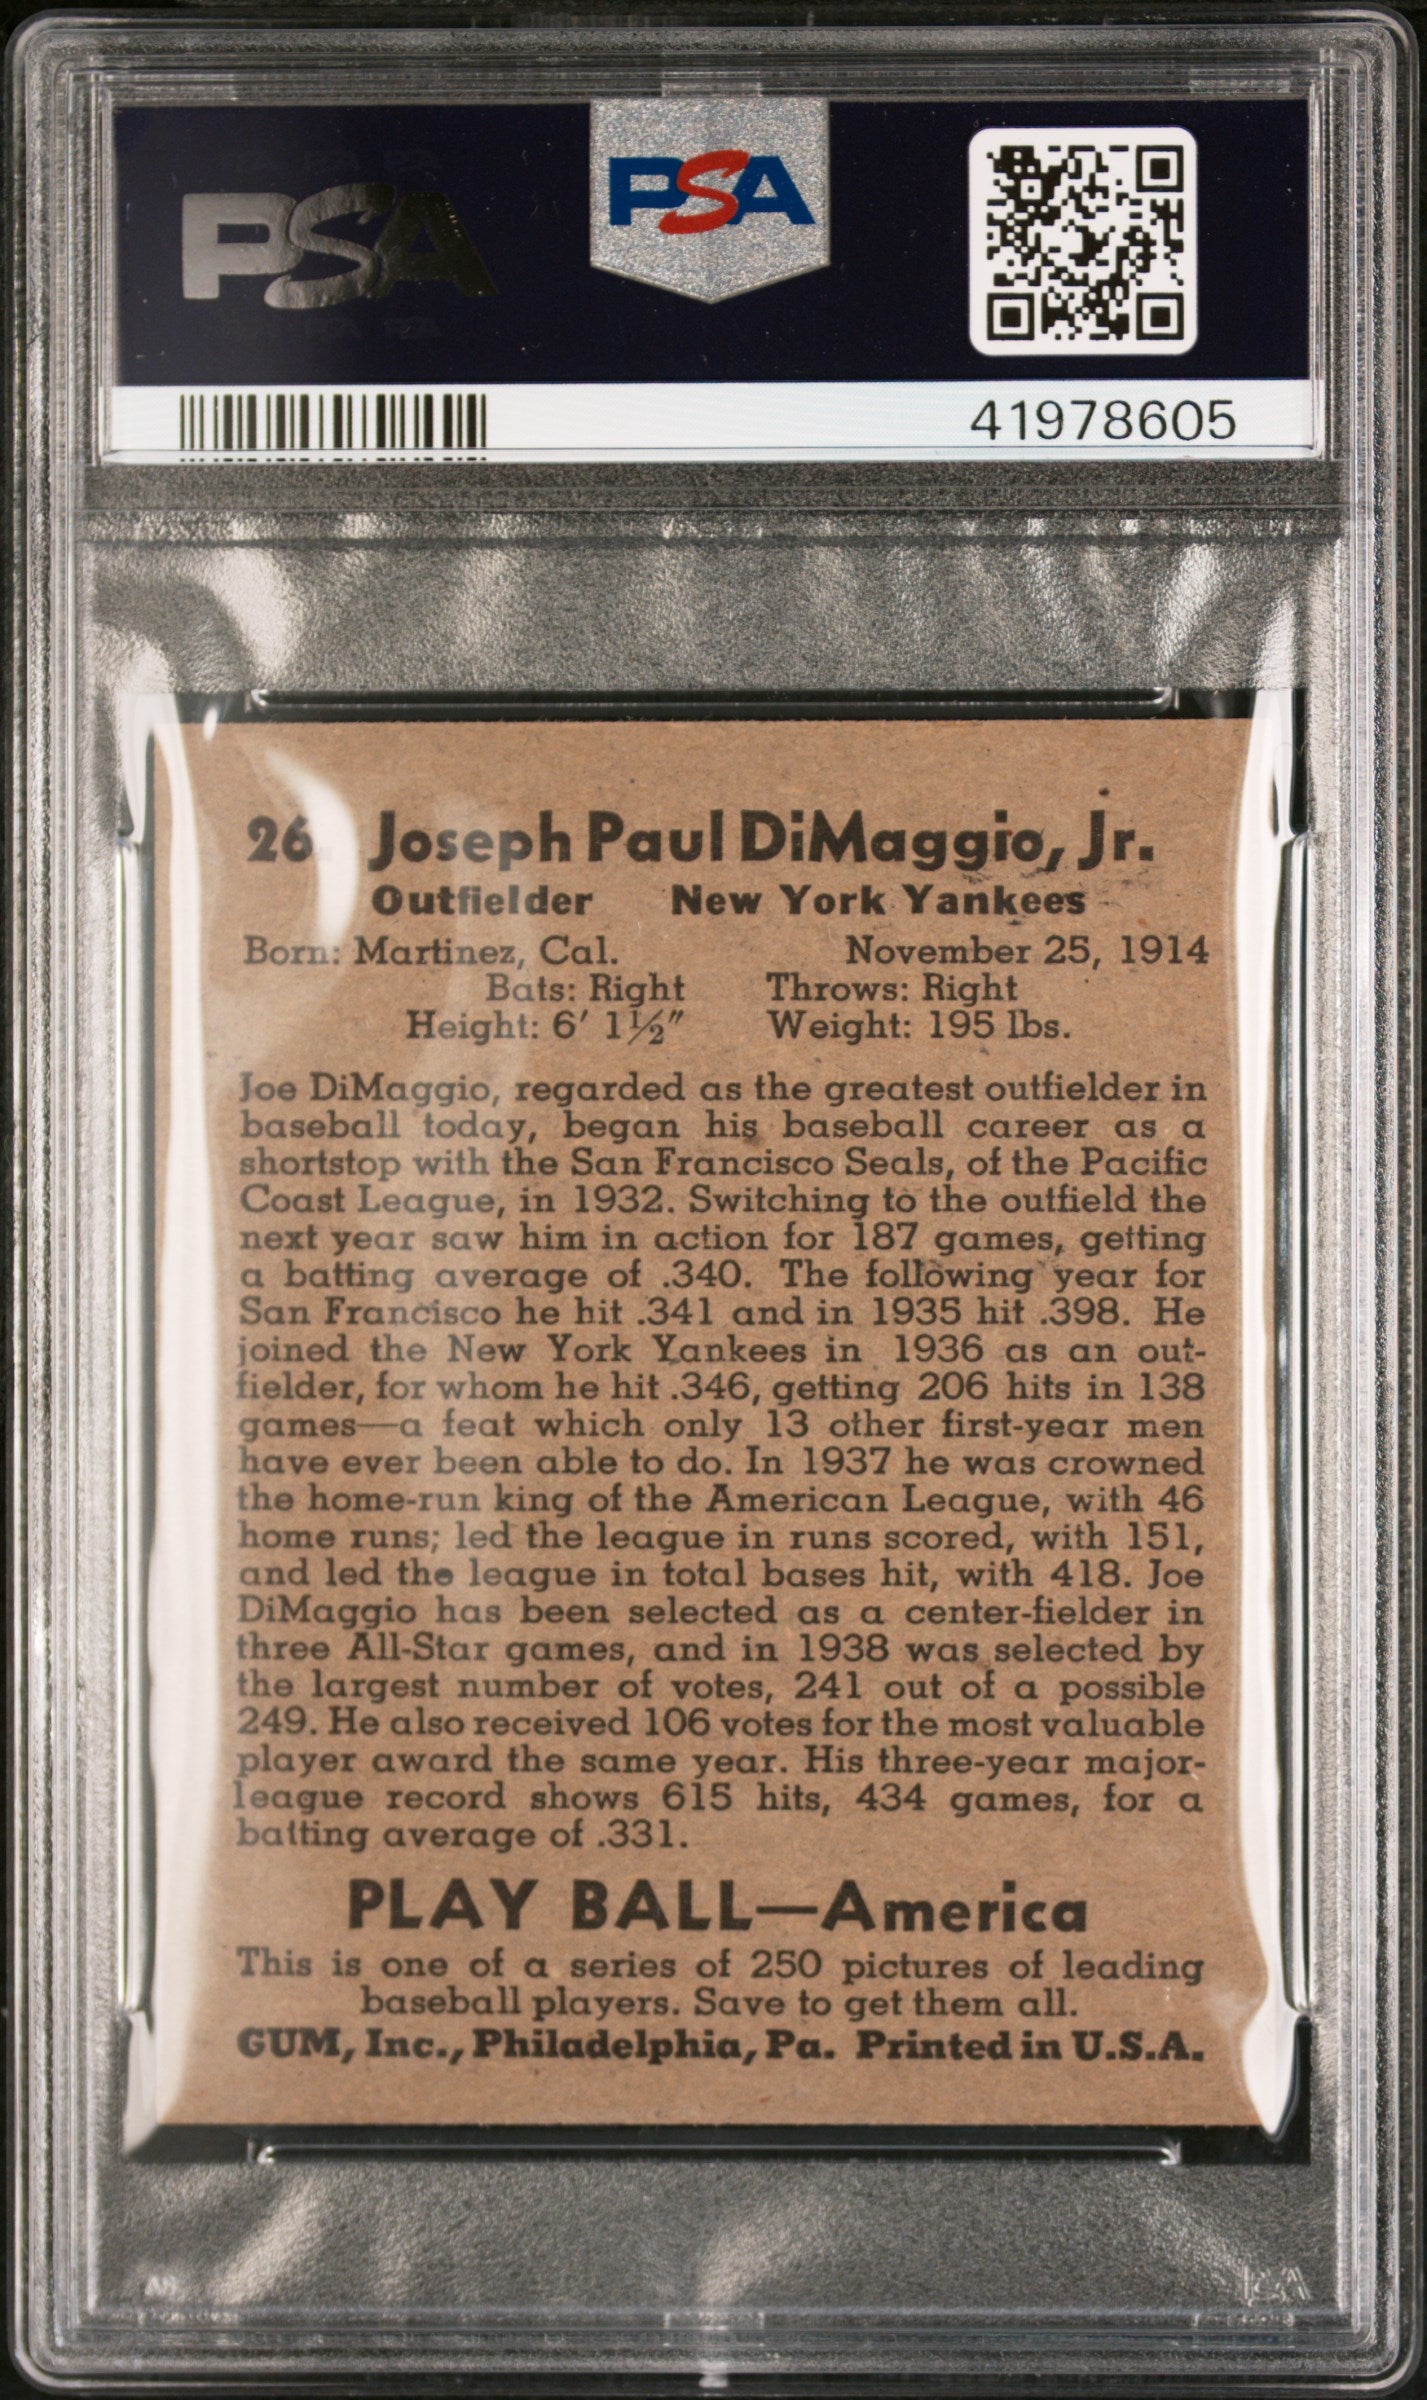 PSA
PSA
41978605
26. Joseph Paul DiMaggio, Jr.
Outfielder New York Yankees
Born: Martinez, Cal. November 25, 1914
Bats: Right Throws: Right
Height: 6' 1½" Weight: 195 lbs.
Joe DiMaggio, regarded as the greatest outfielder in
baseball today, began his baseball career as a
shortstop with the San Francisco Seals, of the Pacific
Coast League, in 1932. Switching to the outfield the
next year saw him in action for 187 games, getting
a batting average of .340. The following year for
San Francisco he hit .341 and in 1935 hit .398. He
joined the New York Yankees in 1936 as an out-
fielder, for whom he hit .346, getting 206 hits in 138
games—a feat which only 13 other first-year men
have ever been able to do. In 1937 he was crowned
the home-run king of the American League, with 46
home runs; led the league in runs scored, with 151,
and led the league in total bases hit, with 418. Joe
DiMaggio has been selected as a center-fielder in
three All-Star games, and in 1938 was selected by
the largest number of votes, 241 out of a possible
249. He also received 106 votes for the most valuable
player award the same year. His three-year major-
league record shows 615 hits, 434 games, for a
batting average of .331.
PLAY BALL—America
This is one of a series of 250 pictures of leading
baseball players. Save to get them all.
GUM, Inc., Philadelphia, Pa. Printed in U.S.A.
PSA